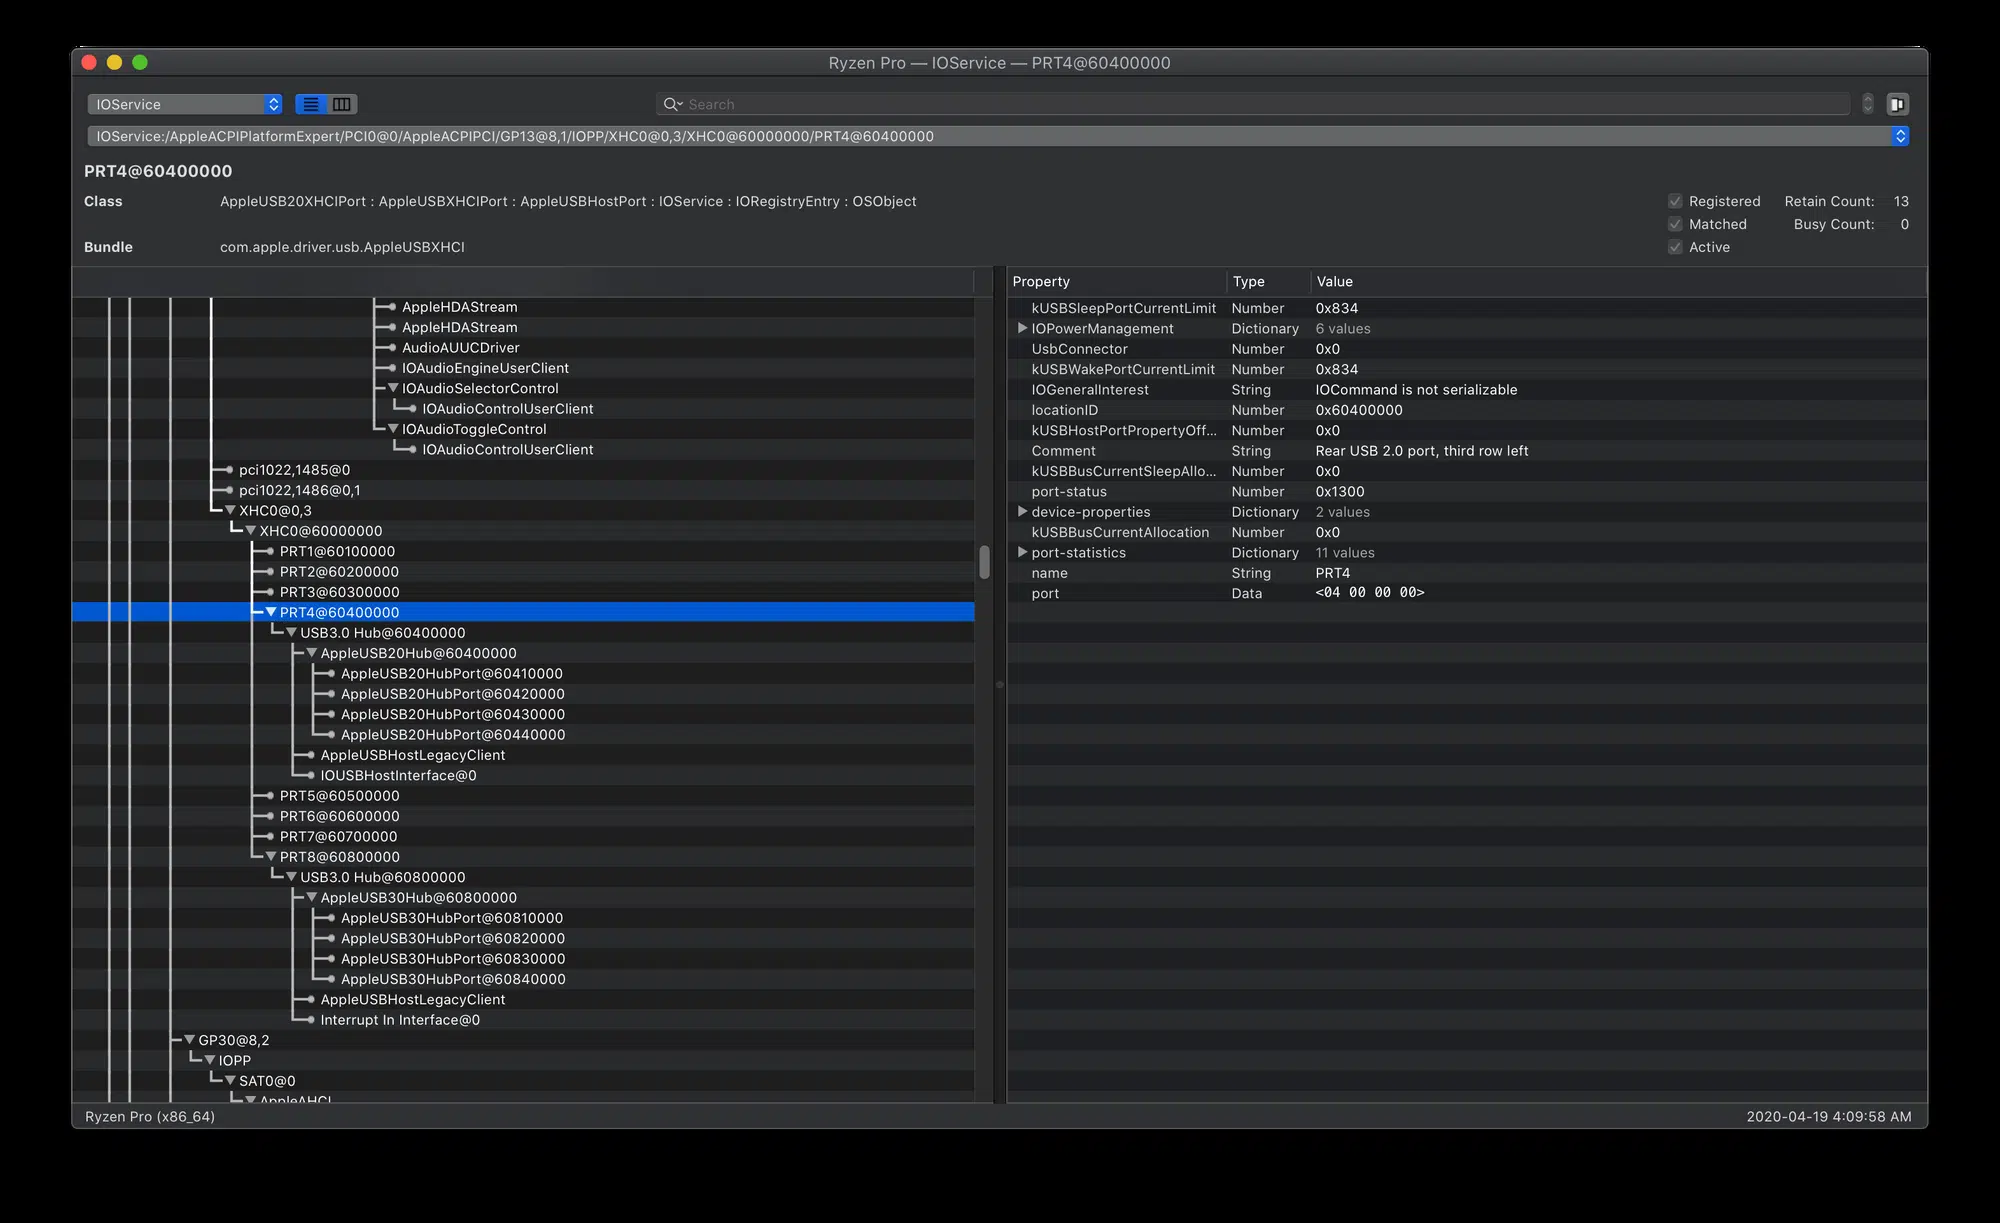 Ryzen Pro — IOService — PRT4@60400000
IOService
Search
IOService:/AppleACPIPlatformExpert/PCI0@0/AppleACPIPCI/GP13@8,1/IOPP/XHC0@0,3/XHC0@60000000/PRT4@60400000
PRT4@60400000
Class AppleUSB20XHCIPort : AppleUSBXHCIPort : AppleUSBHostPort : IOService : IORegistryEntry : OSObject
Registered Retain Count: 13
Matched Busy Count: 0
Bundle com.apple.driver.usb.AppleUSBXHCI
Active
AppleHDAStream
AppleHDAStream
AudioAUUCDriver
IOAudioEngineUserClient
IOAudioSelectorControl
IOAudioControlUserClient
IOAudioToggleControl
IOAudioControlUserClient
pci1022,1485@0
pci1022,1486@0,1
XHC0@0,3
XHC0@60000000
PRT1@60100000
PRT2@60200000
PRT3@60300000
PRT4@60400000
USB3.0 Hub@60400000
AppleUSB20Hub@60400000
AppleUSB20HubPort@60410000
AppleUSB20HubPort@60420000
AppleUSB20HubPort@60430000
AppleUSB20HubPort@60440000
AppleUSBHostLegacyClient
IOUSBHostInterface@0
PRT5@60500000
PRT6@60600000
PRT7@60700000
PRT8@60800000
USB3.0 Hub@60800000
AppleUSB30Hub@60800000
AppleUSB30HubPort@60810000
AppleUSB30HubPort@60820000
AppleUSB30HubPort@60830000
AppleUSB30HubPort@60840000
AppleUSBHostLegacyClient
Interrupt In Interface@0
GP30@8,2
IOPP
SAT0@0
AppleAHCI
Property Type Value
kUSBSleepPortCurrentLimit Number 0x834
IOPowerManagement Dictionary 6 values
UsbConnector Number 0x0
kUSBWakePortCurrentLimit Number 0x834
IOGeneralInterest String IOCommand is not serializable
locationID Number 0x60400000
kUSBHostPortPropertyOff... Number 0x0
Comment String Rear USB 2.0 port, third row left
kUSBBusCurrentSleepAllo... Number 0x0
port-status Number 0x1300
device-properties Dictionary 2 values
kUSBBusCurrentAllocation Number 0x0
port-statistics Dictionary 11 values
name String PRT4
port Data <04 00 00 00>
Ryzen Pro (x86_64)
2020-04-19 4:09:58 AM